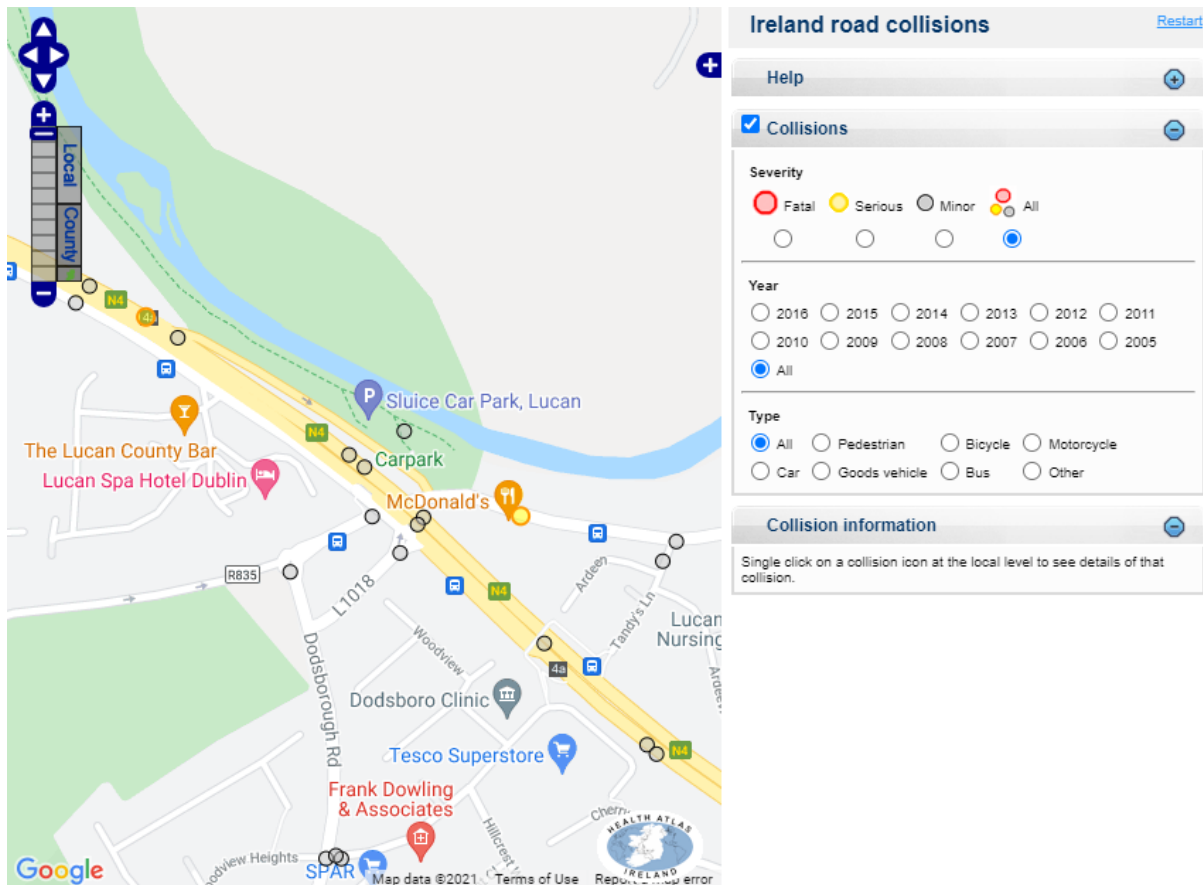 Local
County
N4
4a
The Lucan County Bar
Lucan Spa Hotel Dublin
P
Sluice Car Park, Lucan
N4
Carpark
McDonald's
R835
L1018
N4
Ardeev
Tandy's Ln
Lucan
Nursing
Woodview
4a
Dodsborough Rd
Dodsboro Clinic
Tesco Superstore
N4
Frank Dowling
& Associates
Hillcrest
Cherry
HEALTH ATLAS
IRELAND
oodview Heights
SPAR
Google
Map data ©2021
Terms of Use
Ireland road collisions
Restart
Help
Collisions
Severity
Fatal Serious Minor All
Year
2016 2015 2014 2013 2012 2011
2010 2009 2008 2007 2006 2005
All
Type
All Pedestrian Bicycle Motorcycle
Car Goods vehicle Bus Other
Collision information
Single click on a collision icon at the local level to see details of that
collision.